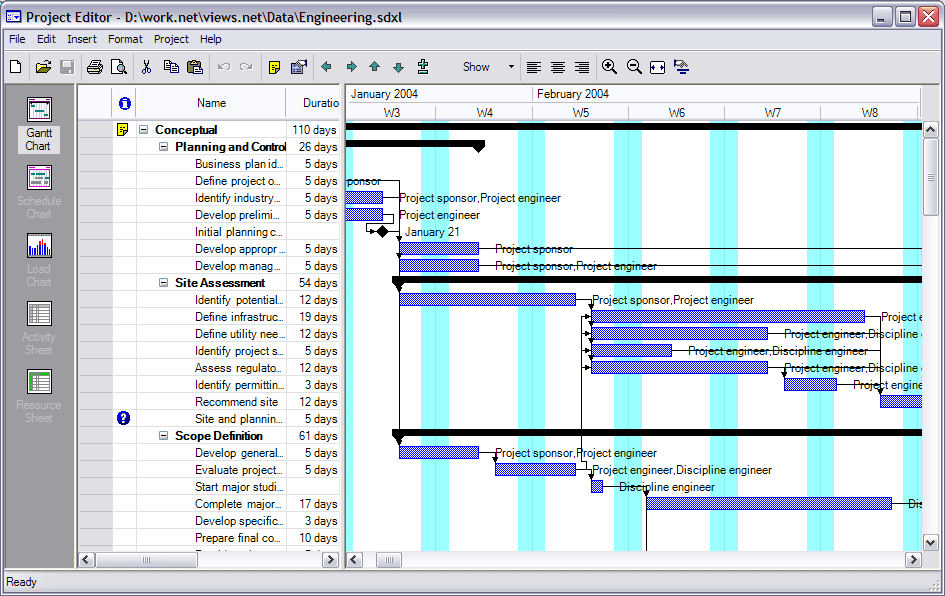 Project Editor - D:\work.net\views.net\Data\Engineering.sdxl
File Edit Insert Format Project Help
Show
Gantt
Chart
Schedule
Chart
Load
Chart
Activity
Sheet
Resource
Sheet
Name Duratio
January 2004 February 2004
W3 W4 W5 W6 W7 W8
Conceptual 110 days
Planning and Control 26 days
Business plan id... 5 days
Define project o... 5 days ponsor
Identify industry... 5 days Project sponsor,Project engineer
Develop prelimi... 5 days Project engineer
Initial planning c... January 21
Develop appropr... 5 days Project sponsor
Develop manag... 5 days Project sponsor,Project engineer
Site Assessment 54 days
Identify potential... 12 days Project sponsor,Project engineer
Define infrastruc... 19 days Project e
Define utility nee... 12 days Project engineer,Discipline
Identify project s... 5 days Project engineer,Discipline engineer
Assess regulato... 12 days Project engineer,Discipline
Identify permittin... 3 days Project engine
Recommend site 12 days
Site and plannin... 5 days
Scope Definition 61 days
Develop general... 5 days Project sponsor,Project engineer
Evaluate project... 5 days Project engineer,Discipline engineer
Start major studi... Discipline engineer
Complete major... 17 days Dis
Develop specific... 3 days
Prepare final co... 10 days
Ready